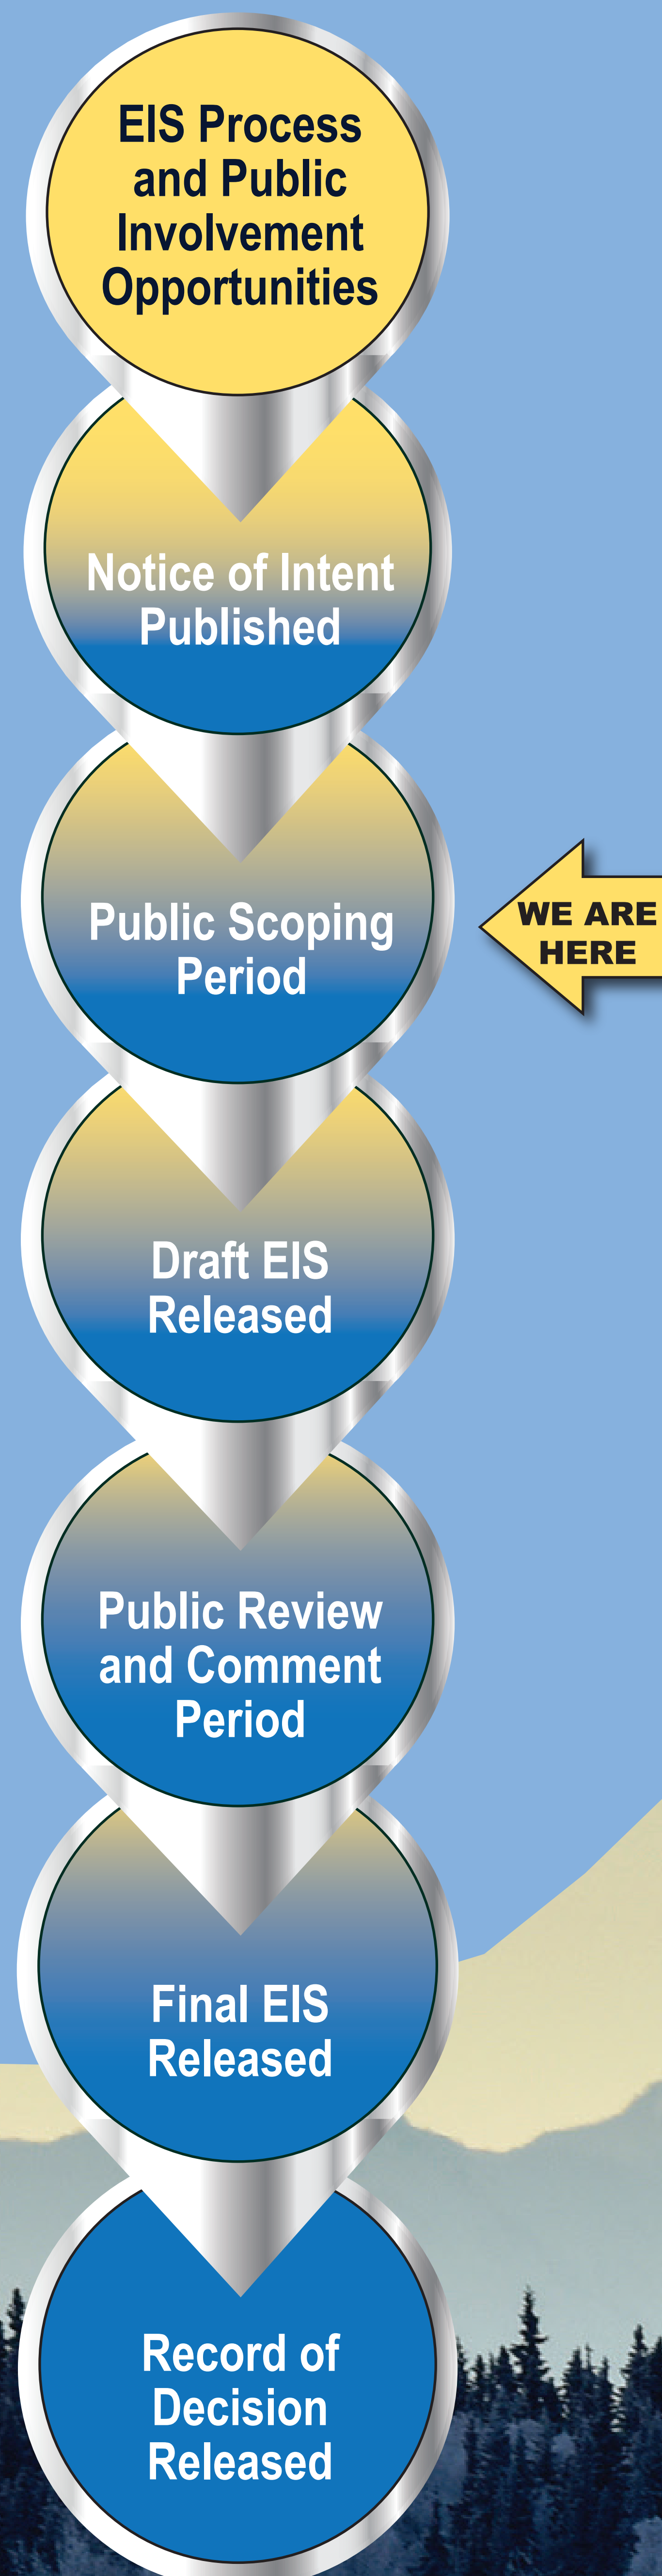 EIS Process
and Public
Involvement
Opportunities
Notice of Intent
Published
Public Scoping
Period
WE ARE
HERE
Draft EIS
Released
Public Review
and Comment
Period
Final EIS
Released
Record of
Decision
Released